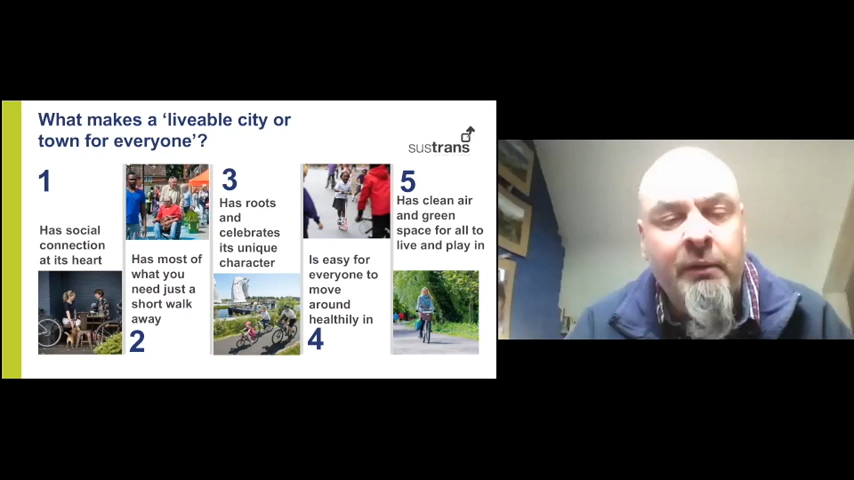 What makes a ‘liveable city or
town for everyone’?
sustrans
1
Has social
connection
at its heart
Has most of
what you
need just a
short walk
away
2
3
Has roots
and
celebrates
its unique
character
Is easy for
everyone to
move
around
healthily in
4
5
Has clean air
and green
space for all to
live and play in